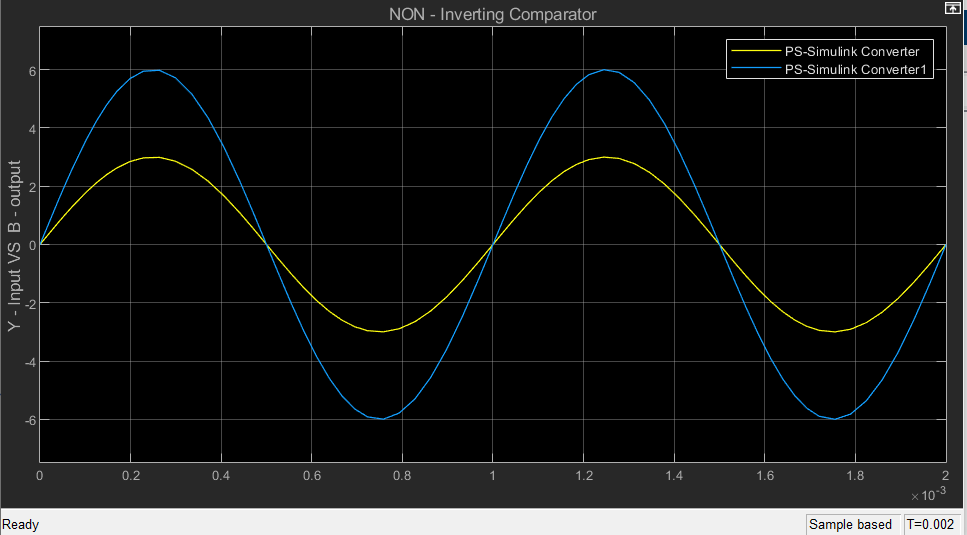 NON - Inverting Comparator
PS-Simulink Converter
PS-Simulink Converter1
Y - Input VS  B - output
6
4
2
0
-2
-4
-6
0 0.2 0.4 0.6 0.8 1 1.2 1.4 1.6 1.8 2
×10-3
Ready Sample based T=0.002